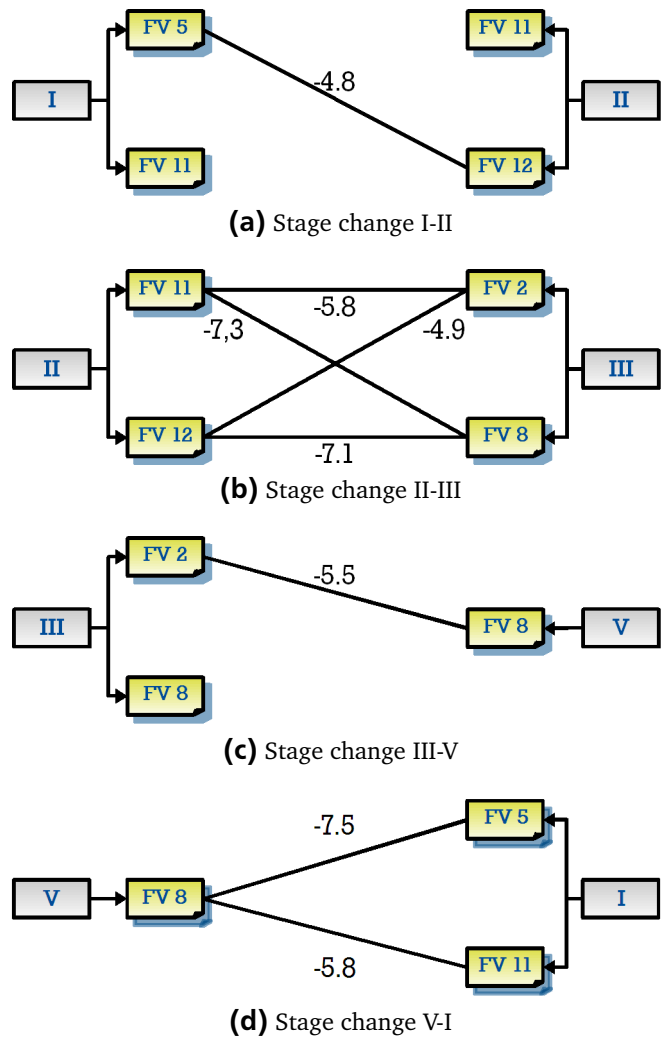 FV 5 FV 11
I -4.8 II
FV 11 FV 12
(a) Stage change I-II
FV 11 -5.8 FV 2
-7,3 -4.9
II III
FV 12 FV 8
-7.1
(b) Stage change II-III
FV 2 -5.5
III FV 8 V
FV 8
(c) Stage change III-V
-7.5 FV 5
V FV 8 I
-5.8 FV 11
(d) Stage change V-I